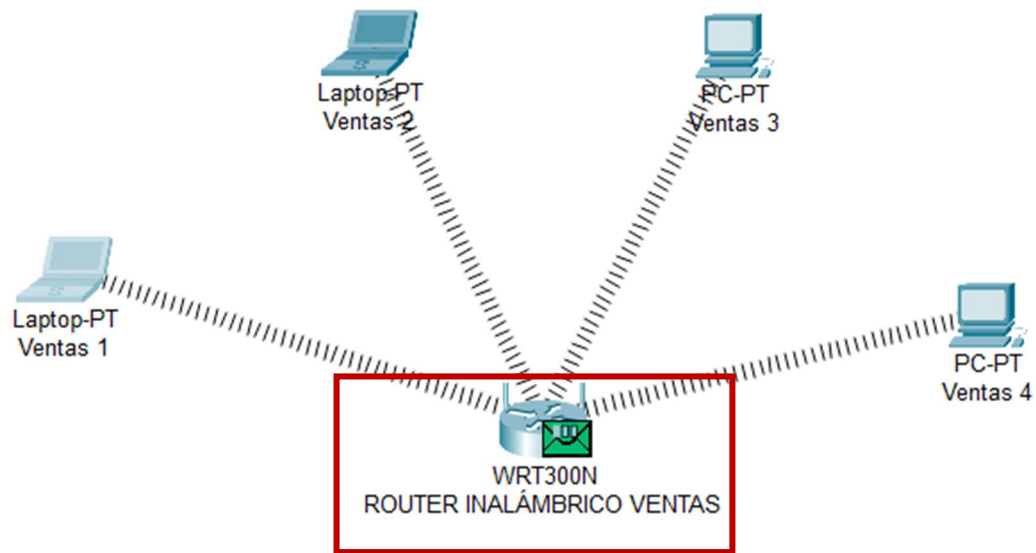 Laptop-PT
Ventas 2
PC-PT
Ventas 3
Laptop-PT
Ventas 1
PC-PT
Ventas 4
WRT300N
ROUTER INALÁMBRICO VENTAS